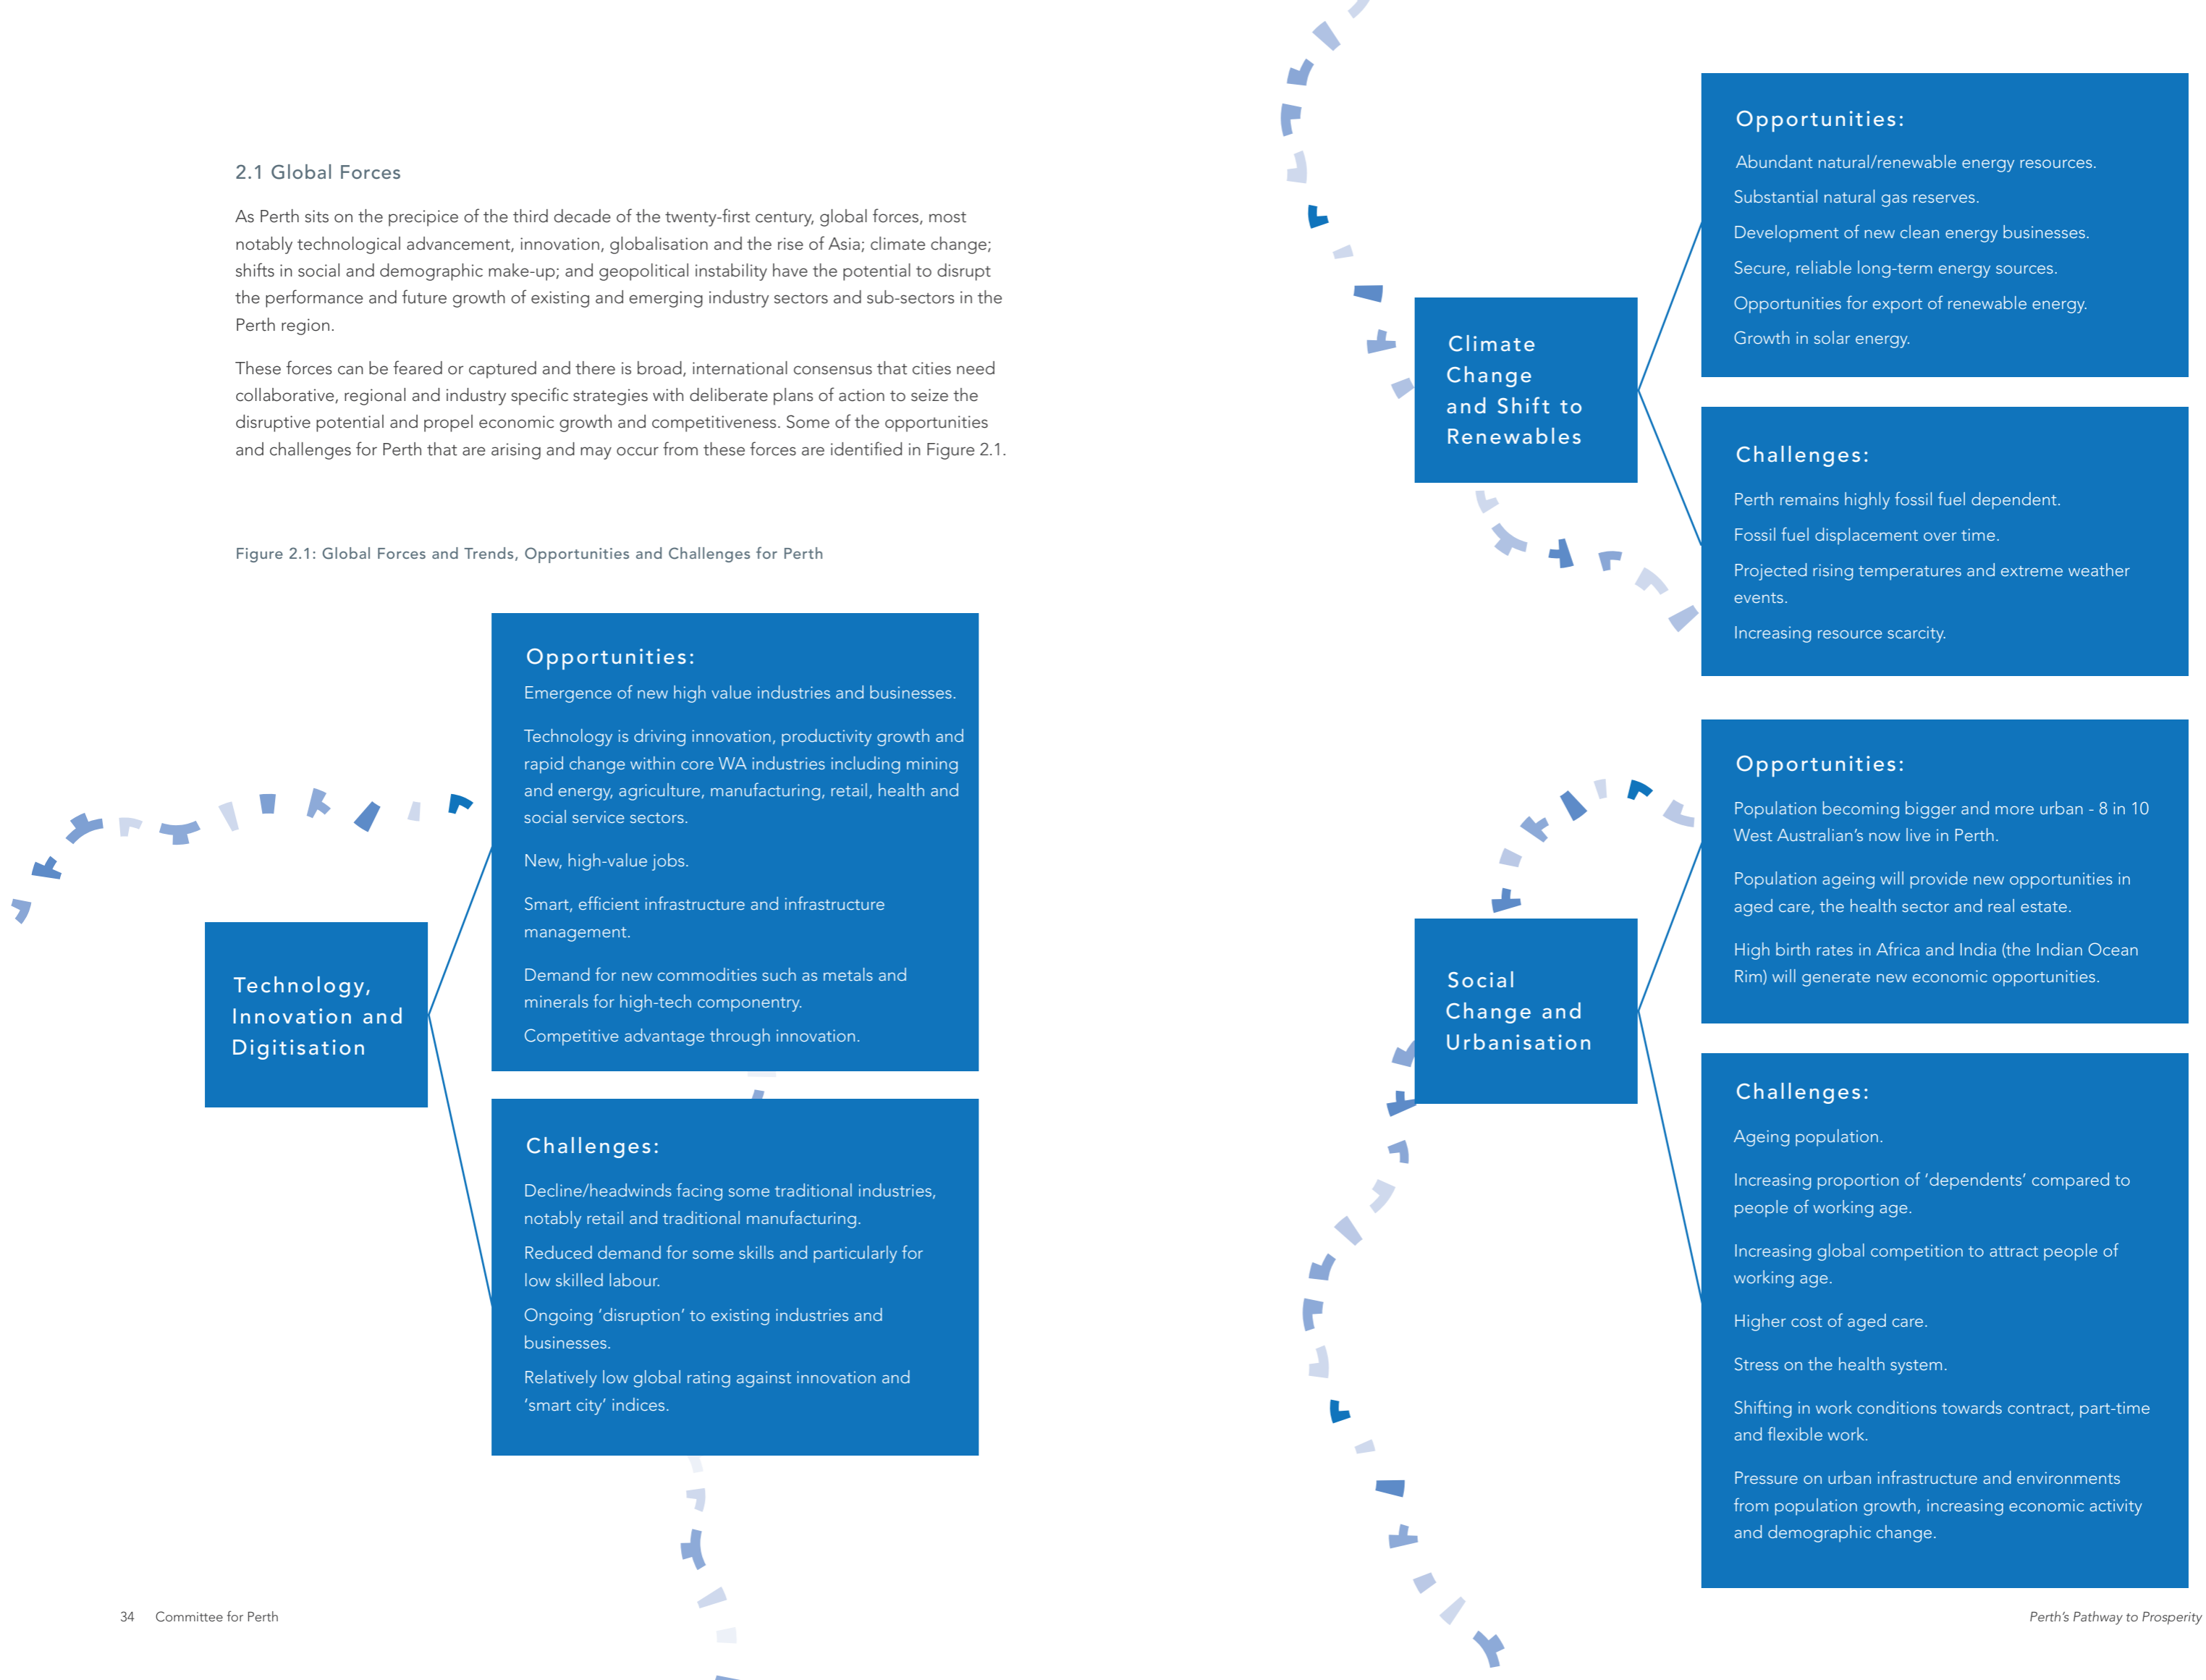 2.1 Global Forces
As Perth sits on the precipice of the third decade of the twenty-first century, global forces, most
notably technological advancement, innovation, globalisation and the rise of Asia; climate change;
shifts in social and demographic make-up; and geopolitical instability have the potential to disrupt
the performance and future growth of existing and emerging industry sectors and sub-sectors in the
Perth region.
These forces can be feared or captured and there is broad, international consensus that cities need
collaborative, regional and industry specific strategies with deliberate plans of action to seize the
disruptive potential and propel economic growth and competitiveness. Some of the opportunities
and challenges for Perth that are arising and may occur from these forces are identified in Figure 2.1.
Figure 2.1: Global Forces and Trends, Opportunities and Challenges for Perth
Technology,
Innovation and
Digitisation
Opportunities:
Emergence of new high value industries and businesses.
Technology is driving innovation, productivity growth and
rapid change within core WA industries including mining
and energy, agriculture, manufacturing, retail, health and
social service sectors.
New, high-value jobs.
Smart, efficient infrastructure and infrastructure
management.
Demand for new commodities such as metals and
minerals for high-tech componentry.
Competitive advantage through innovation.
Challenges:
Decline/headwinds facing some traditional industries,
notably retail and traditional manufacturing.
Reduced demand for some skills and particularly for
low skilled labour.
Ongoing ‘disruption’ to existing industries and
businesses.
Relatively low global rating against innovation and
‘smart city’ indices.
34 Committee for Perth
Climate
Change
and Shift to
Renewables
Opportunities:
Abundant natural/renewable energy resources.
Substantial natural gas reserves.
Development of new clean energy businesses.
Secure, reliable long-term energy sources.
Opportunities for export of renewable energy.
Growth in solar energy.
Challenges:
Perth remains highly fossil fuel dependent.
Fossil fuel displacement over time.
Projected rising temperatures and extreme weather
events.
Increasing resource scarcity.
Social
Change and
Urbanisation
Opportunities:
Population becoming bigger and more urban - 8 in 10
West Australian’s now live in Perth.
Population ageing will provide new opportunities in
aged care, the health sector and real estate.
High birth rates in Africa and India (the Indian Ocean
Rim) will generate new economic opportunities.
Challenges:
Ageing population.
Increasing proportion of ‘dependents’ compared to
people of working age.
Increasing global competition to attract people of
working age.
Higher cost of aged care.
Stress on the health system.
Shifting in work conditions towards contract, part-time
and flexible work.
Pressure on urban infrastructure and environments
from population growth, increasing economic activity
and demographic change.
Perth’s Pathway to Prosperity